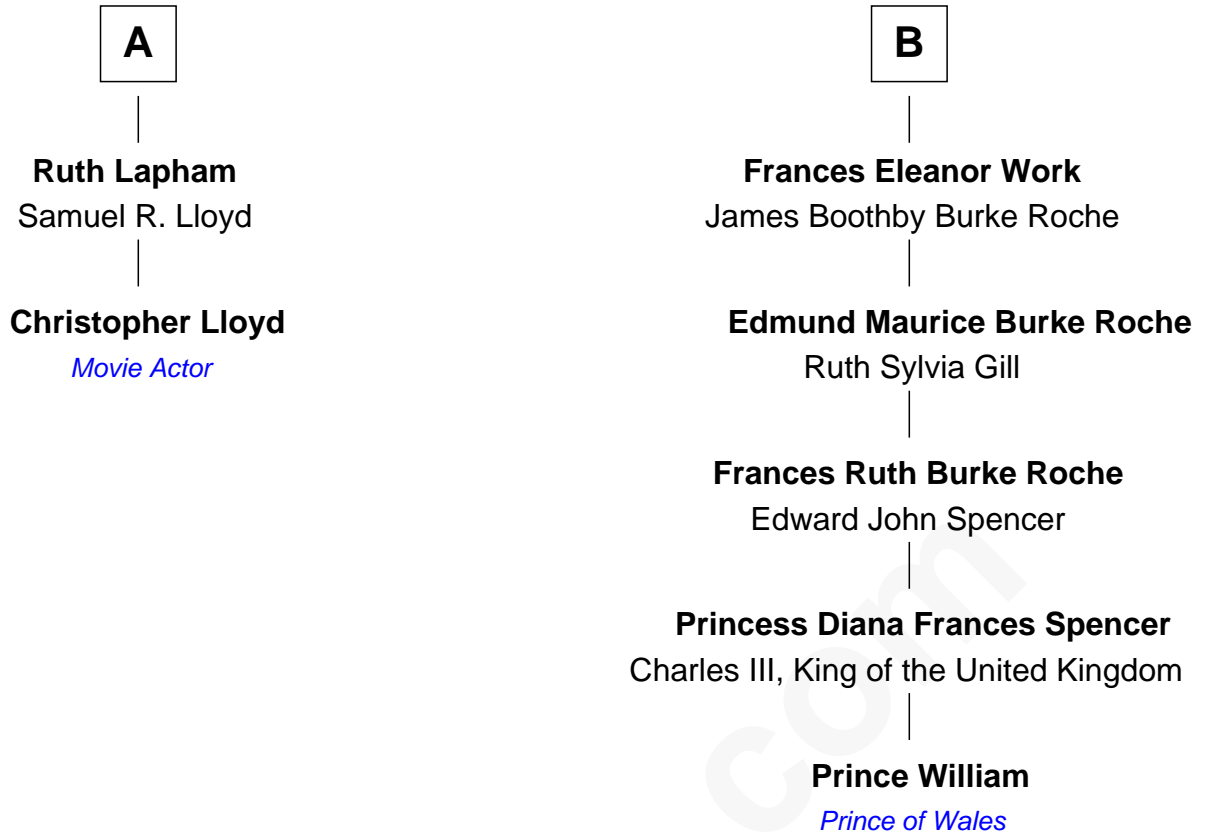 A
Ruth Lapham
Samuel R. Lloyd
Christopher Lloyd
Movie Actor
B
Frances Eleanor Work
James Boothby Burke Roche
Edmund Maurice Burke Roche
Ruth Sylvia Gill
Frances Ruth Burke Roche
Edward John Spencer
Princess Diana Frances Spencer
Charles III, King of the United Kingdom
Prince William
Prince of Wales
com